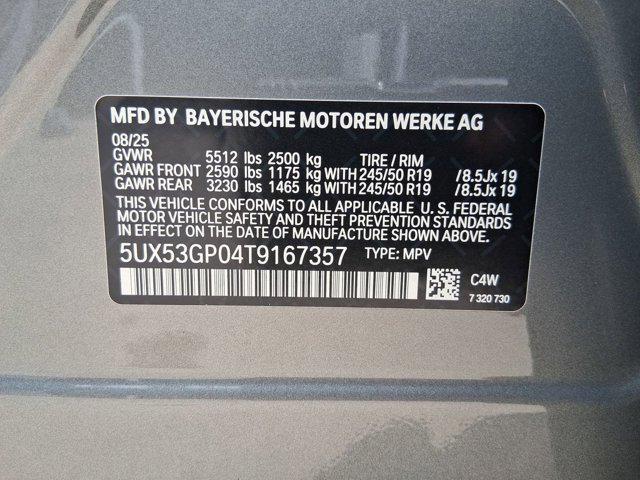 MFD BY BAYERISCHE MOTOREN WERKE AG
08/25
GVWR 5512 lbs 2500 kg TIRE / RIM
GAWR FRONT 2590 lbs 1175 kg WITH 245/50 R19 /8.5Jx 19
GAWR REAR 3230 lbs 1465 kg WITH 245/50 R19 /8.5Jx 19
THIS VEHICLE CONFORMS TO ALL APPLICABLE U. S. FEDERAL
MOTOR VEHICLE SAFETY AND THEFT PREVENTION STANDARDS
IN EFFECT ON THE DATE OF MANUFACTURE SHOWN ABOVE.
5UX53GP04T9167357 TYPE: MPV
C4W
7 320 730